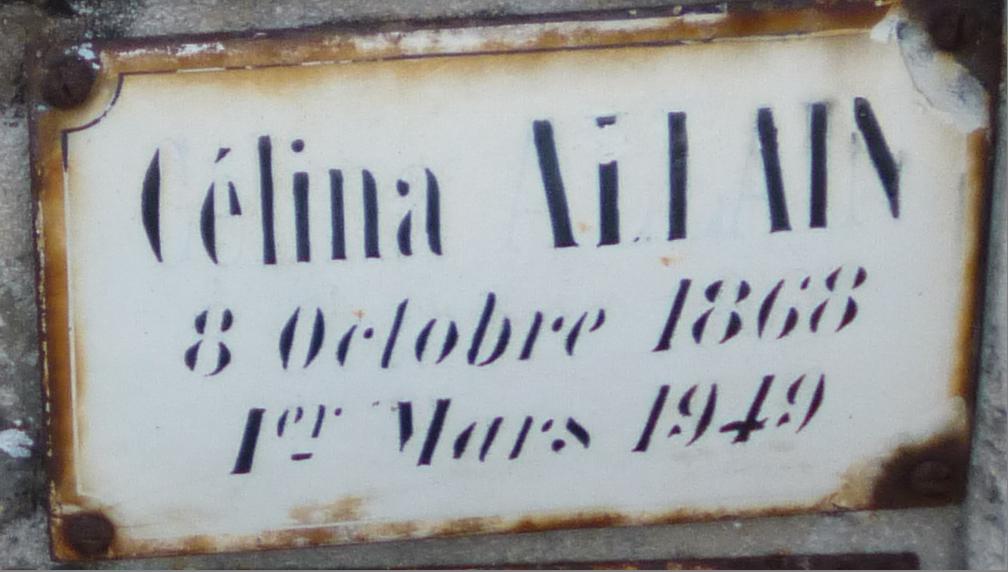 Célina ALLAIN
8 Octobre 1868
1er Mars 1949